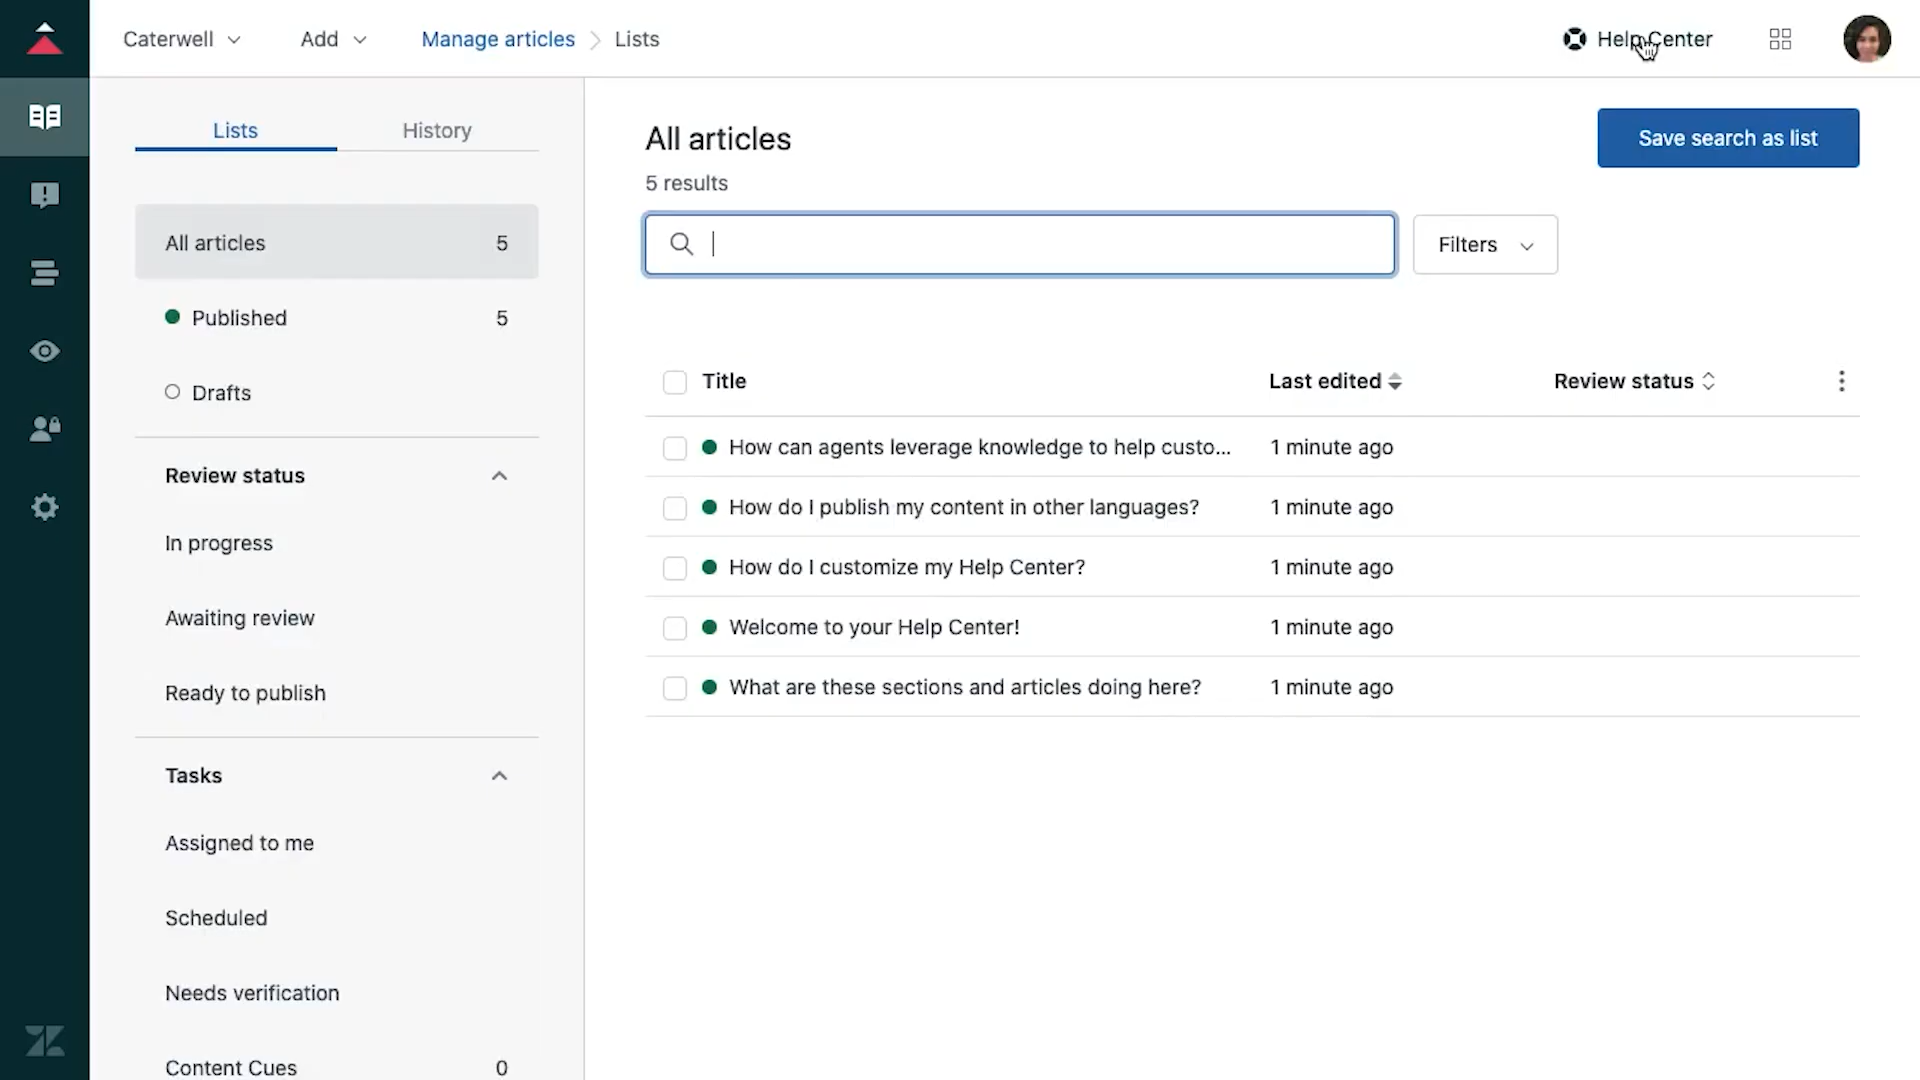 Caterwell
Add
Manage articles
Lists
Help Center
Lists
History
All articles 5
Published 5
Drafts
Review status
In progress
Awaiting review
Ready to publish
Tasks
Assigned to me
Scheduled
Needs verification
Content Cues 0
All articles
5 results
Save search as list
Filters
Title Last edited Review status
How can agents leverage knowledge to help custo... 1 minute ago
How do I publish my content in other languages? 1 minute ago
How do I customize my Help Center? 1 minute ago
Welcome to your Help Center! 1 minute ago
What are these sections and articles doing here? 1 minute ago